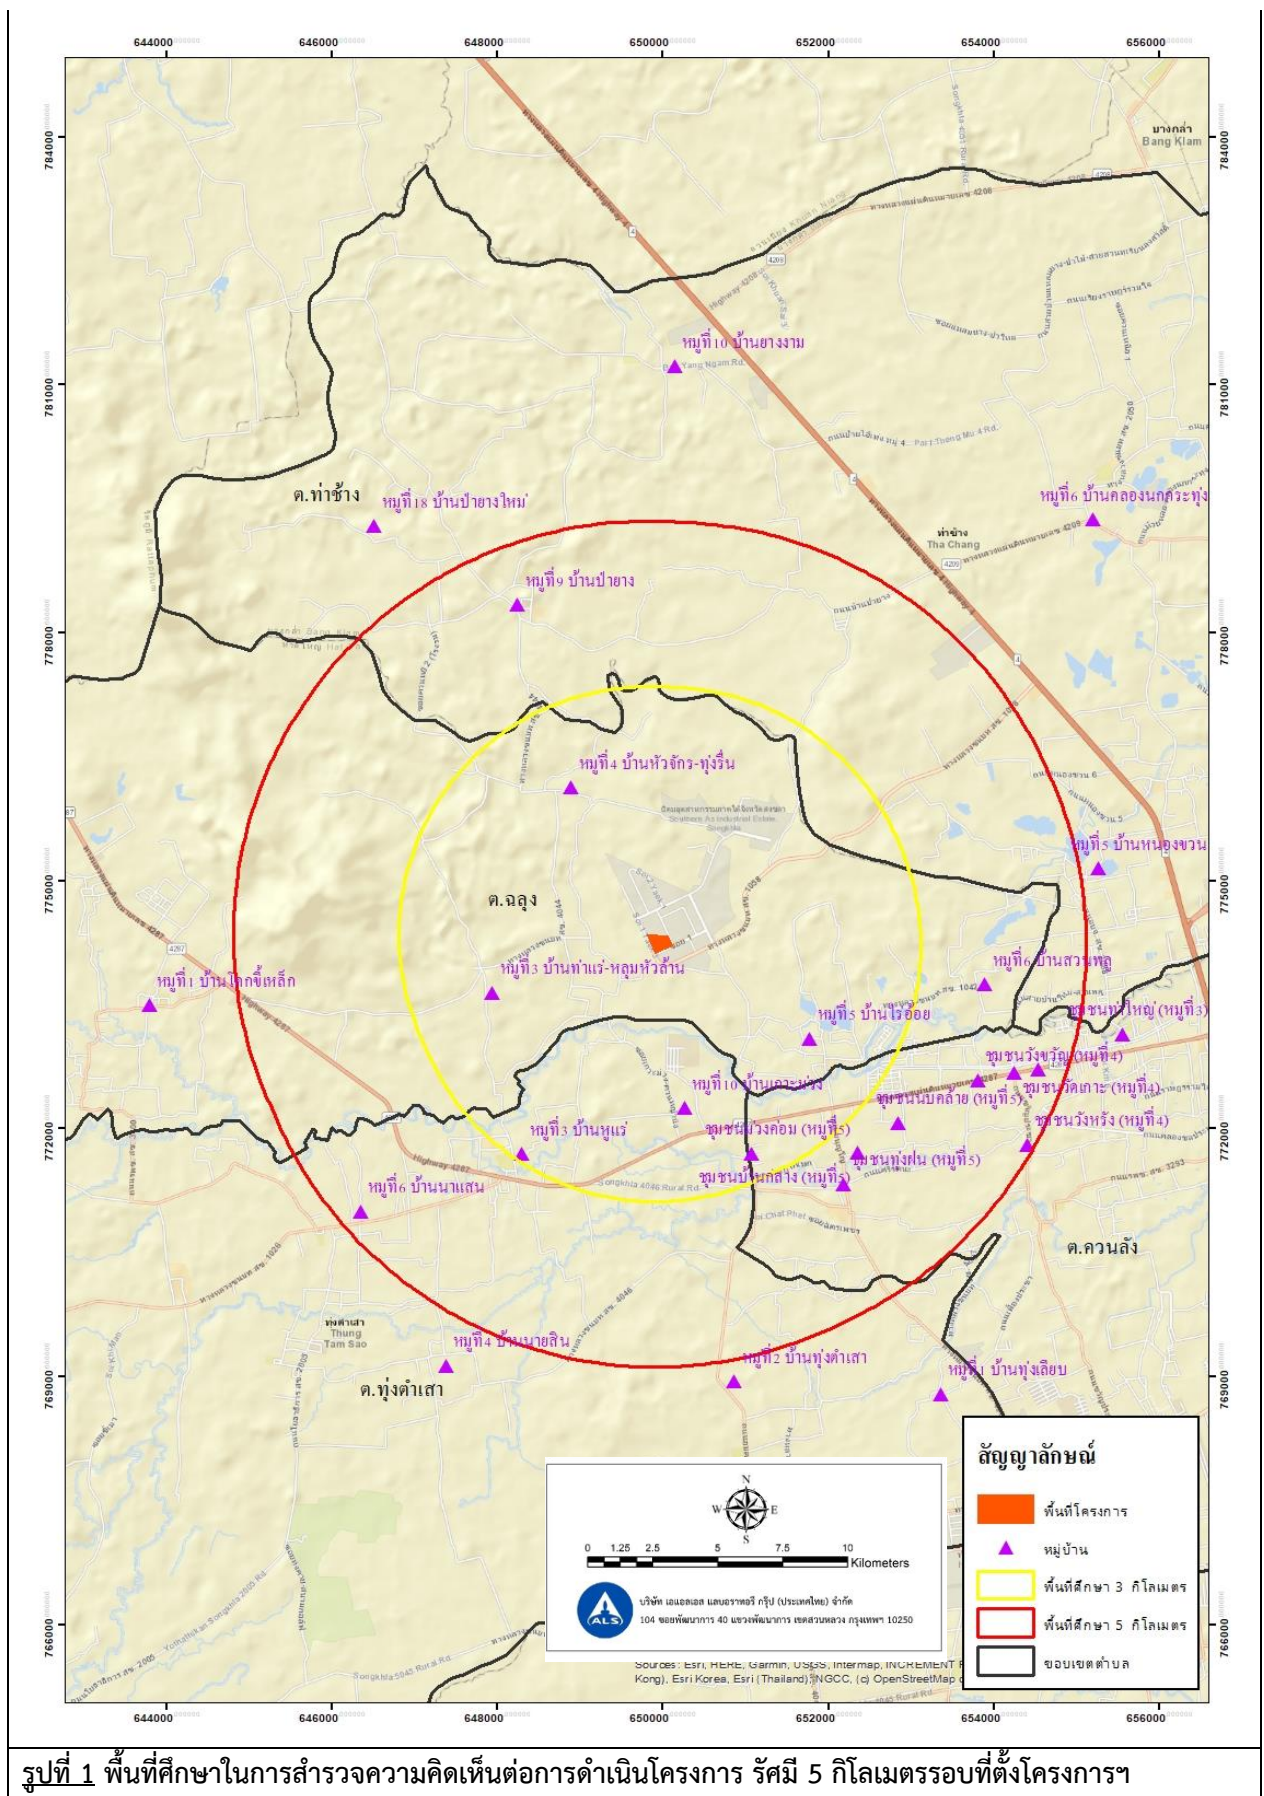 644000 646000 648000 650000 652000 654000 656000
784000
781000
778000
775000
772000
769000
766000
784000
781000
778000
775000
772000
769000
766000
บางกล่ำ
Bang Klam
4
4208
Highway 4208
หมู่ที่10 บ้านยางงาม
Yang Ngam Rd.
ต.ท่าช้าง
หมู่ที่18 บ้านป่ายางใหม่
หมู่ที่6 บ้านคลองนกกระทุง
4
ท่าช้าง
Tha Chang
4209
หมู่ที่9 บ้านป่ายาง
4
หมู่ที่4 บ้านหัวจักร-ทุ่งรื่น
หมู่ที่5 บ้านหนองขวน
ต.ฉลุง
4287
หมู่ที่3 บ้านท่าแร่-หลุมหัวล้าน
หมู่ที่6 บ้านสวนพลู
หมู่ที่1 บ้านโคกขี้เหล็ก
Highway 4287
หมู่ที่5 บ้านไร่อ้อย
ชุมชนท่าใหญ่ (หมู่ที่3)
ชุมชนวังขวัญ (หมู่ที่4)
หมู่ที่10 บ้านเกาะม่วง
ชุมชนวัดเกาะ (หมู่ที่4)
ชุมชนนบคล้าย (หมู่ที่5)
หมู่ที่3 บ้านหูแร่
ชุมชนม่วงค่อม (หมู่ที่5)
ชุมชนวังหรัง (หมู่ที่4)
ชุมชนทุ่งฝน (หมู่ที่5)
Highway 4287
ชุมชนบ้านกลาง (หมู่ที่5)
Songkhla 4046 Rural Rd.
หมู่ที่6 บ้านนาแสน
ต.ควนลัง
ทุ่งตำเสา
Thung
Tam Sao
หมู่ที่4 บ้านนายสิน
หมู่ที่2 บ้านทุ่งตำเสา
ต.ทุ่งตำเสา
หมู่ที่1 บ้านทุ่งเลียบ
สัญญาลักษณ์
พื้นที่โครงการ
หมู่บ้าน
พื้นที่ศึกษา 3 กิโลเมตร
พื้นที่ศึกษา 5 กิโลเมตร
ขอบเขตตำบล
N
W E
S
0 1.25 2.5 5 7.5 10
Kilometers
ALS
บริษัท เอแอลเอส แลบอราทอรี กรุ๊ป (ประเทศไทย) จำกัด
104 ซอยพัฒนาการ 40 แขวงพัฒนาการ เขตสวนหลวง กรุงเทพฯ 10250
Sources: Esri, HERE, Garmin, USGS, Intermap, INCREMENT
Kong), Esri Korea, Esri (Thailand), NGCC, (c) OpenStreetMap
644000 646000 648000 650000 652000 654000 656000
รูปที่ 1 พื้นที่ศึกษาในการสำรวจความคิดเห็นต่อการดำเนินโครงการ รัศมี 5 กิโลเมตรรอบที่ตั้งโครงการฯ